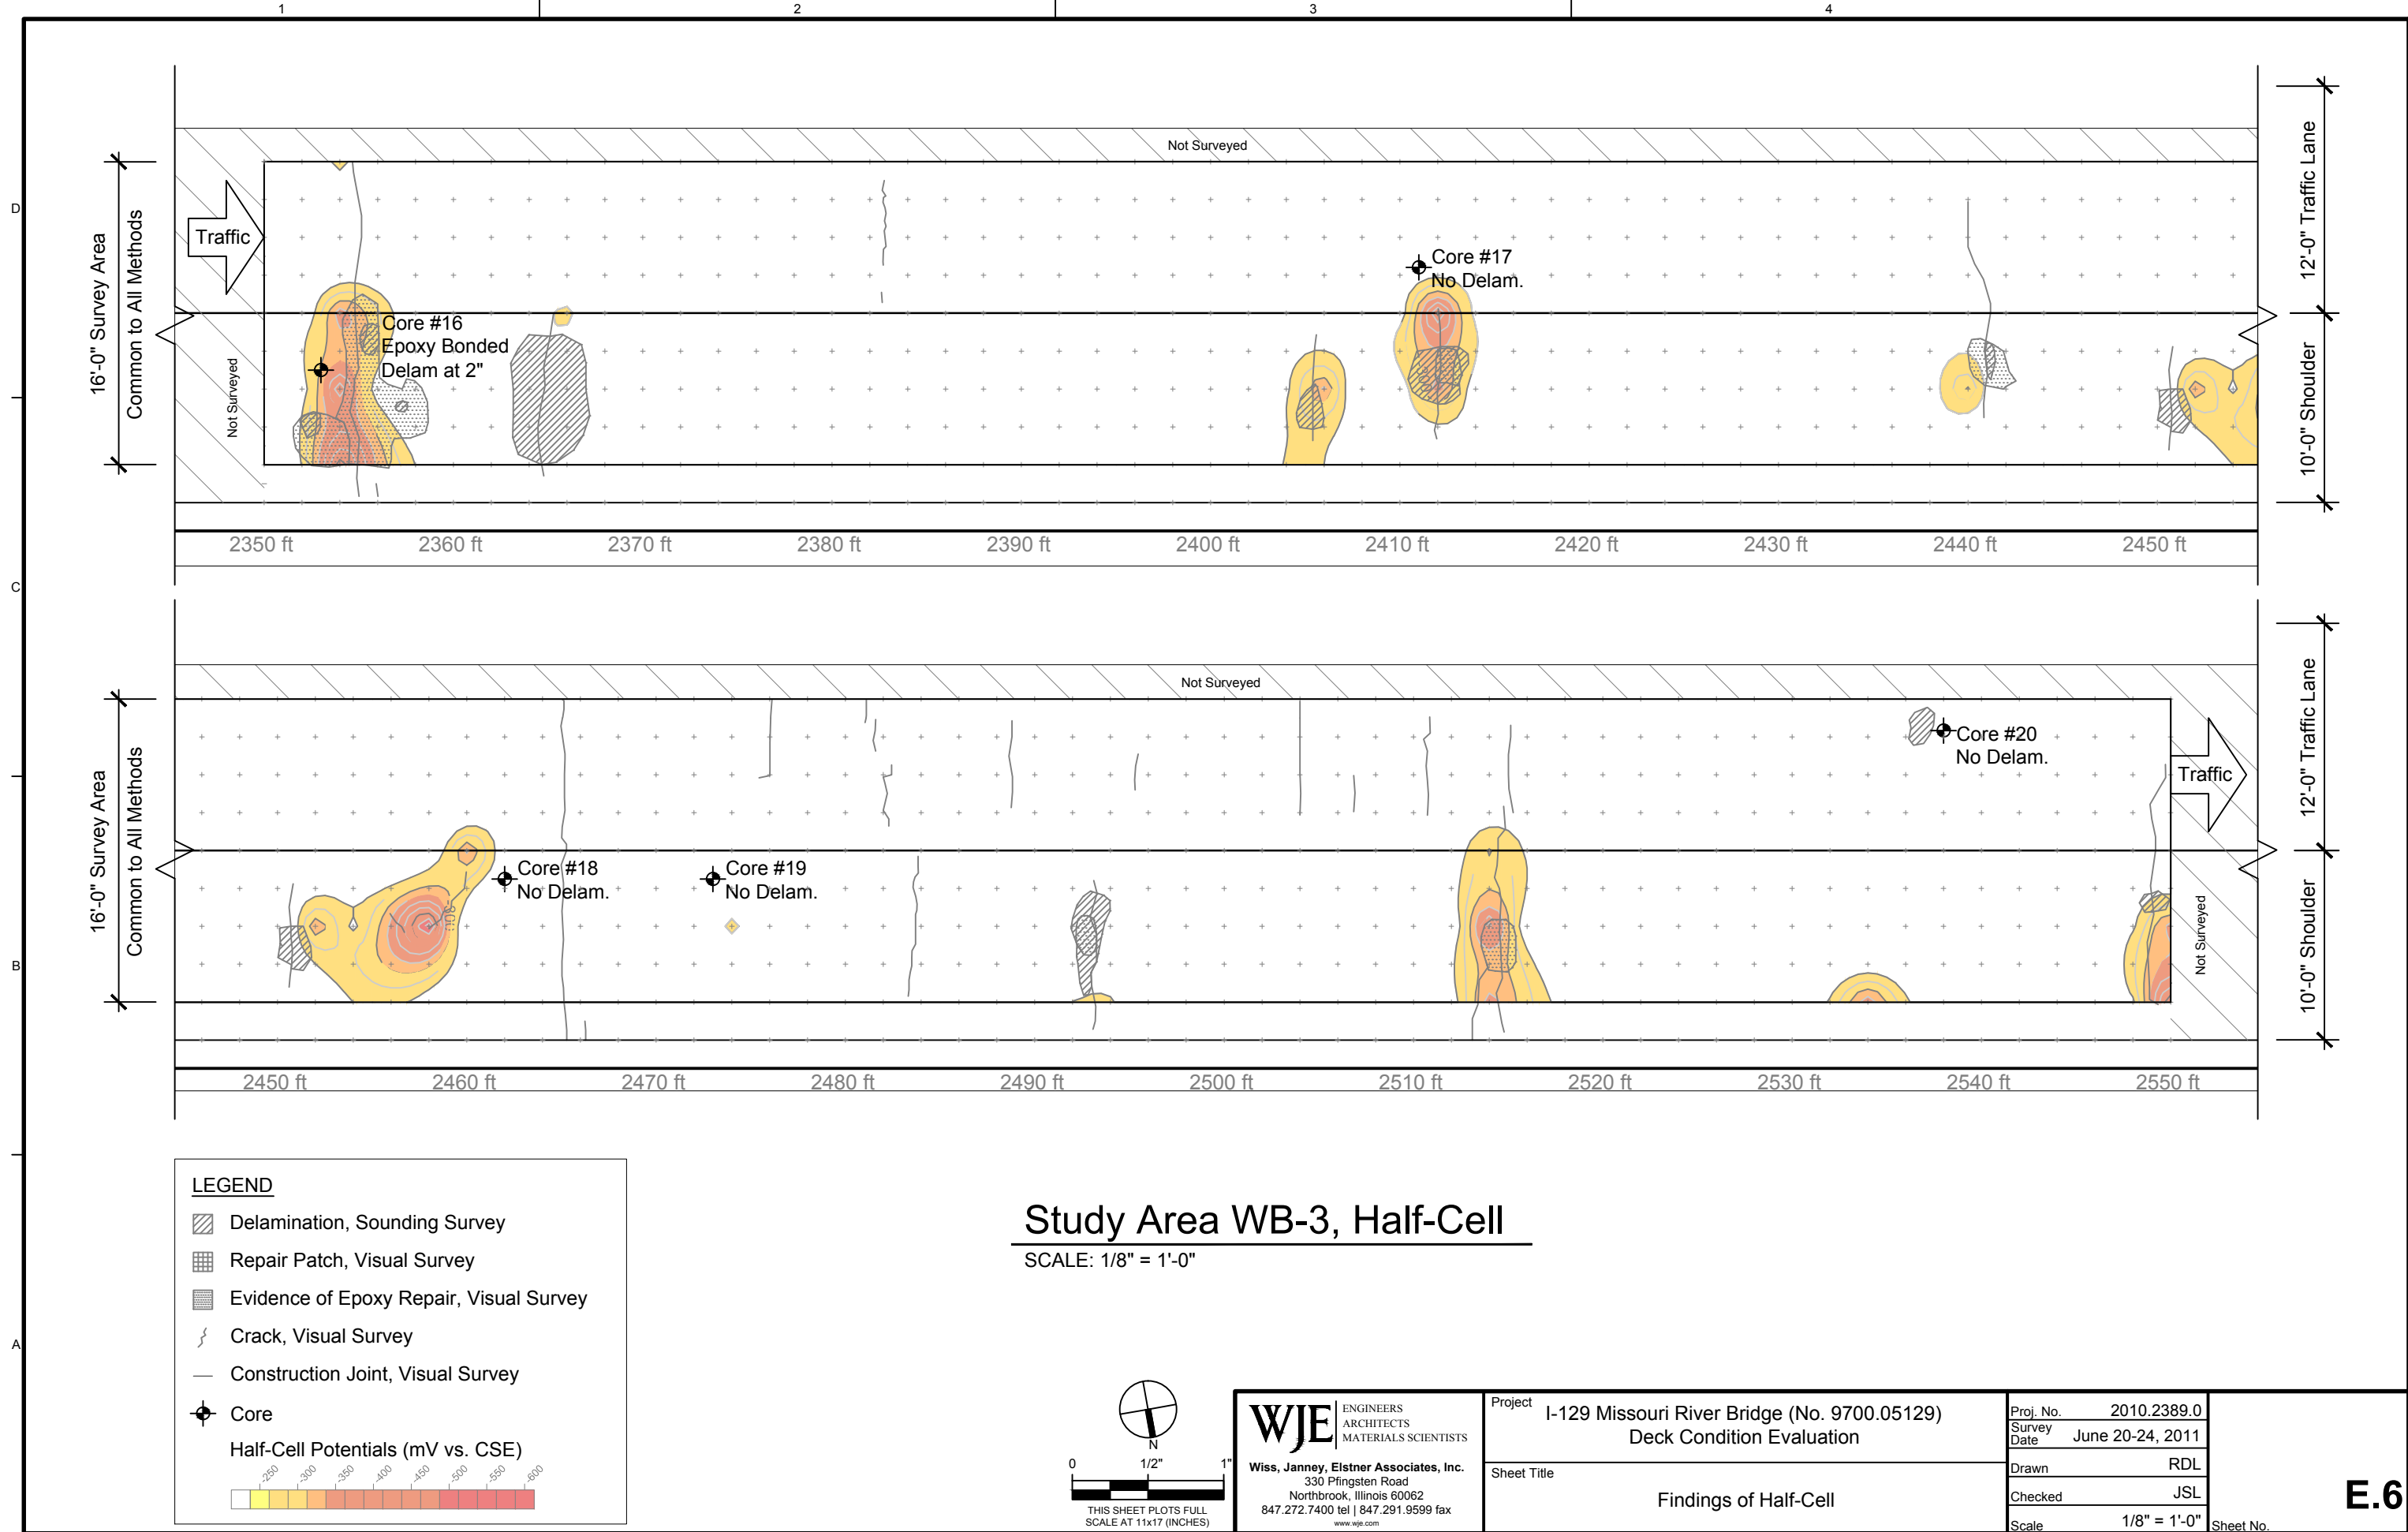 1 2 3 4
D
C
B
A
Not Surveyed
16'-0" Survey Area
Common to All Methods
Traffic
Not Surveyed
Core #16
Epoxy Bonded
Delam at 2"
Core #17
No Delam.
12'-0" Traffic Lane
10'-0" Shoulder
2350 ft 2360 ft 2370 ft 2380 ft 2390 ft 2400 ft 2410 ft 2420 ft 2430 ft 2440 ft 2450 ft
Not Surveyed
16'-0" Survey Area
Common to All Methods
Core #18
No Delam.
Core #19
No Delam.
Core #20
No Delam.
Traffic
Not Surveyed
12'-0" Traffic Lane
10'-0" Shoulder
2450 ft 2460 ft 2470 ft 2480 ft 2490 ft 2500 ft 2510 ft 2520 ft 2530 ft 2540 ft 2550 ft
LEGEND
Delamination, Sounding Survey
Repair Patch, Visual Survey
Evidence of Epoxy Repair, Visual Survey
Crack, Visual Survey
Construction Joint, Visual Survey
Core
Half-Cell Potentials (mV vs. CSE)
-250 -300 -350 -400 -450 -500 -550 -600
Study Area WB-3, Half-Cell
SCALE: 1/8" = 1'-0"
N
0 1/2" 1"
THIS SHEET PLOTS FULL
SCALE AT 11x17 (INCHES)
WJE
ENGINEERS
ARCHITECTS
MATERIALS SCIENTISTS
Wiss, Janney, Elstner Associates, Inc.
330 Pfingsten Road
Northbrook, Illinois 60062
847.272.7400 tel | 847.291.9599 fax
www.wje.com
Project
I-129 Missouri River Bridge (No. 9700.05129)
Deck Condition Evaluation
Sheet Title
Findings of Half-Cell
Proj. No. 2010.2389.0
Survey
Date June 20-24, 2011
Drawn RDL
Checked JSL
Scale 1/8" = 1'-0"
Sheet No.
E.6